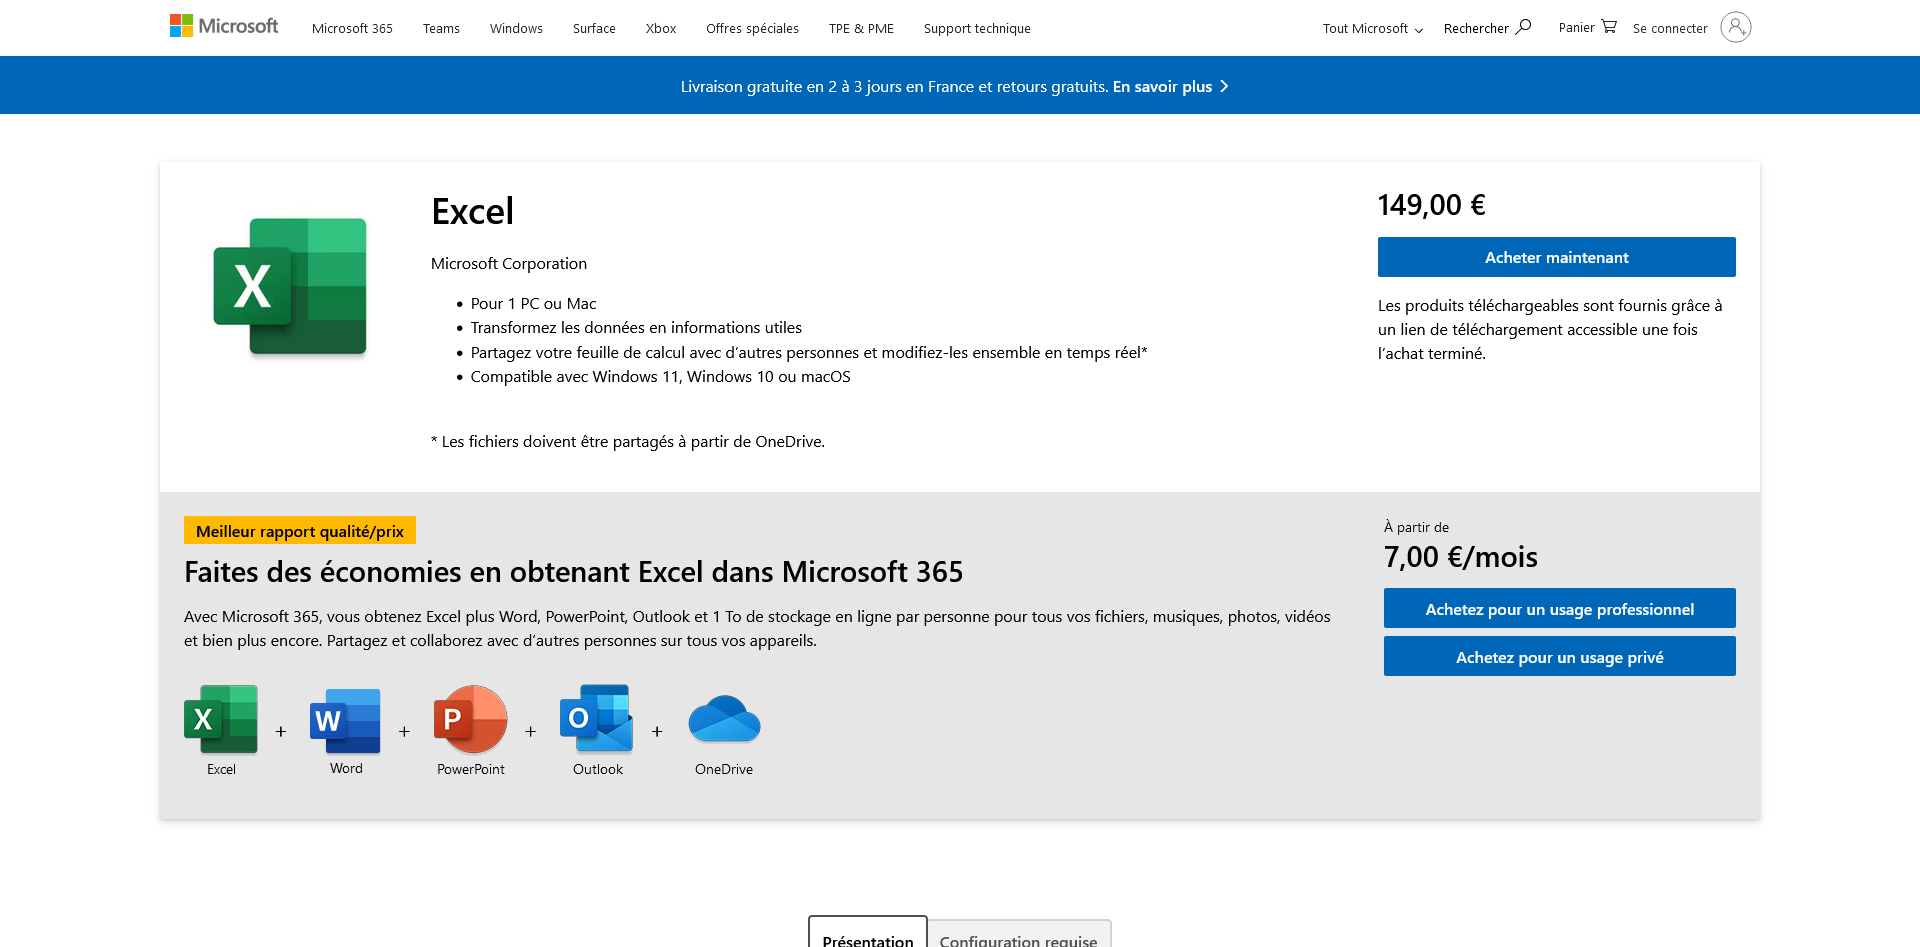 Microsoft
Microsoft 365
Teams
Windows
Surface
Xbox
Offres spéciales
TPE & PME
Support technique
Tout Microsoft
Rechercher
Panier
Se connecter
Livraison gratuite en 2 à 3 jours en France et retours gratuits. En savoir plus
X
Excel
Microsoft Corporation
• Pour 1 PC ou Mac
• Transformez les données en informations utiles
• Partagez votre feuille de calcul avec d’autres personnes et modifiez-les ensemble en temps réel*
• Compatible avec Windows 11, Windows 10 ou macOS
* Les fichiers doivent être partagés à partir de OneDrive.
149,00 €
Acheter maintenant
Les produits téléchargeables sont fournis grâce à
un lien de téléchargement accessible une fois
l’achat terminé.
Meilleur rapport qualité/prix
Faites des économies en obtenant Excel dans Microsoft 365
Avec Microsoft 365, vous obtenez Excel plus Word, PowerPoint, Outlook et 1 To de stockage en ligne par personne pour tous vos fichiers, musiques, photos, vidéos
et bien plus encore. Partagez et collaborez avec d’autres personnes sur tous vos appareils.
X + W + P + O +
Excel
Word
PowerPoint
Outlook
OneDrive
À partir de
7,00 €/mois
Achetez pour un usage professionnel
Achetez pour un usage privé
Présentation
Configuration requise